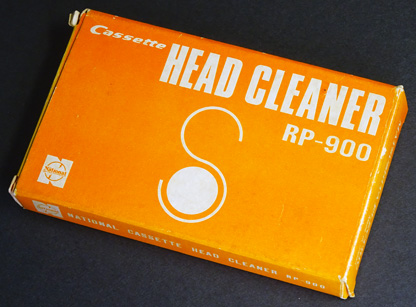 Cassette
HEAD CLEANER
RP-900
National
NATIONAL CASSETTE HEAD CLEANER RP-900